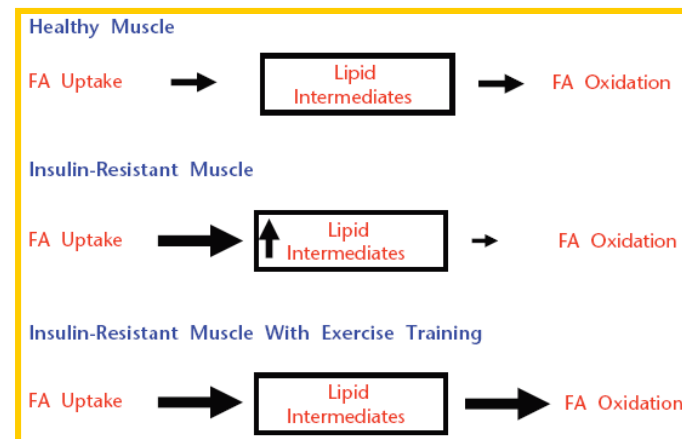 Healthy Muscle
FA Uptake
Lipid
Intermediates
FA Oxidation
Insulin-Resistant Muscle
FA Uptake
Lipid
Intermediates
FA Oxidation
Insulin-Resistant Muscle With Exercise Training
FA Uptake
Lipid
Intermediates
FA Oxidation